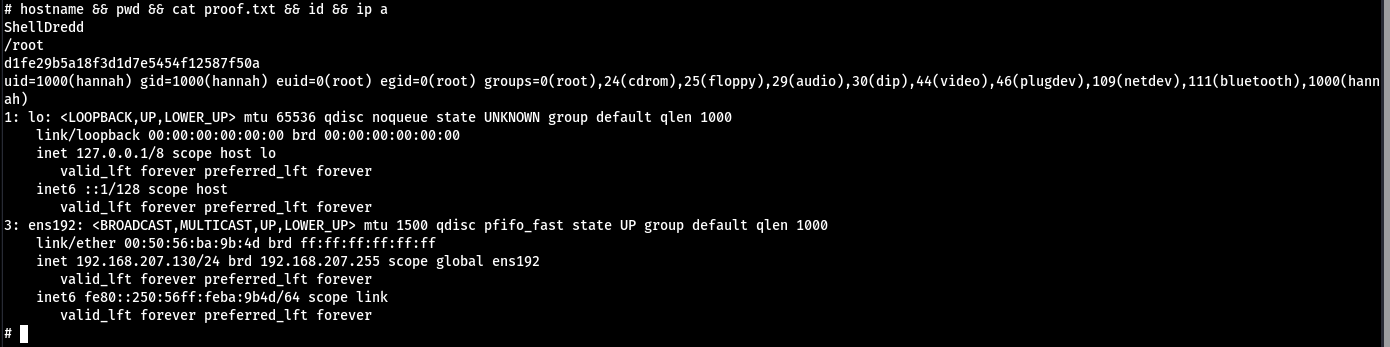 # hostname && pwd && cat proof.txt && id && ip a
ShellDredd
/root
d1fe29b5a18f3d1d7e5454f12587f50a
uid=1000(hannah) gid=1000(hannah) euid=0(root) egid=0(root) groups=0(root),24(cdrom),25(floppy),29(audio),30(dip),44(video),46(plugdev),109(netdev),111(bluetooth),1000(hann
ah)
1: lo: <LOOPBACK,UP,LOWER_UP> mtu 65536 qdisc noqueue state UNKNOWN group default qlen 1000
    link/loopback 00:00:00:00:00:00 brd 00:00:00:00:00:00
    inet 127.0.0.1/8 scope host lo
       valid_lft forever preferred_lft forever
    inet6 ::1/128 scope host
       valid_lft forever preferred_lft forever
3: ens192: <BROADCAST,MULTICAST,UP,LOWER_UP> mtu 1500 qdisc pfifo_fast state UP group default qlen 1000
    link/ether 00:50:56:ba:9b:4d brd ff:ff:ff:ff:ff:ff
    inet 192.168.207.130/24 brd 192.168.207.255 scope global ens192
       valid_lft forever preferred_lft forever
    inet6 fe80::250:56ff:feba:9b4d/64 scope link
       valid_lft forever preferred_lft forever
#